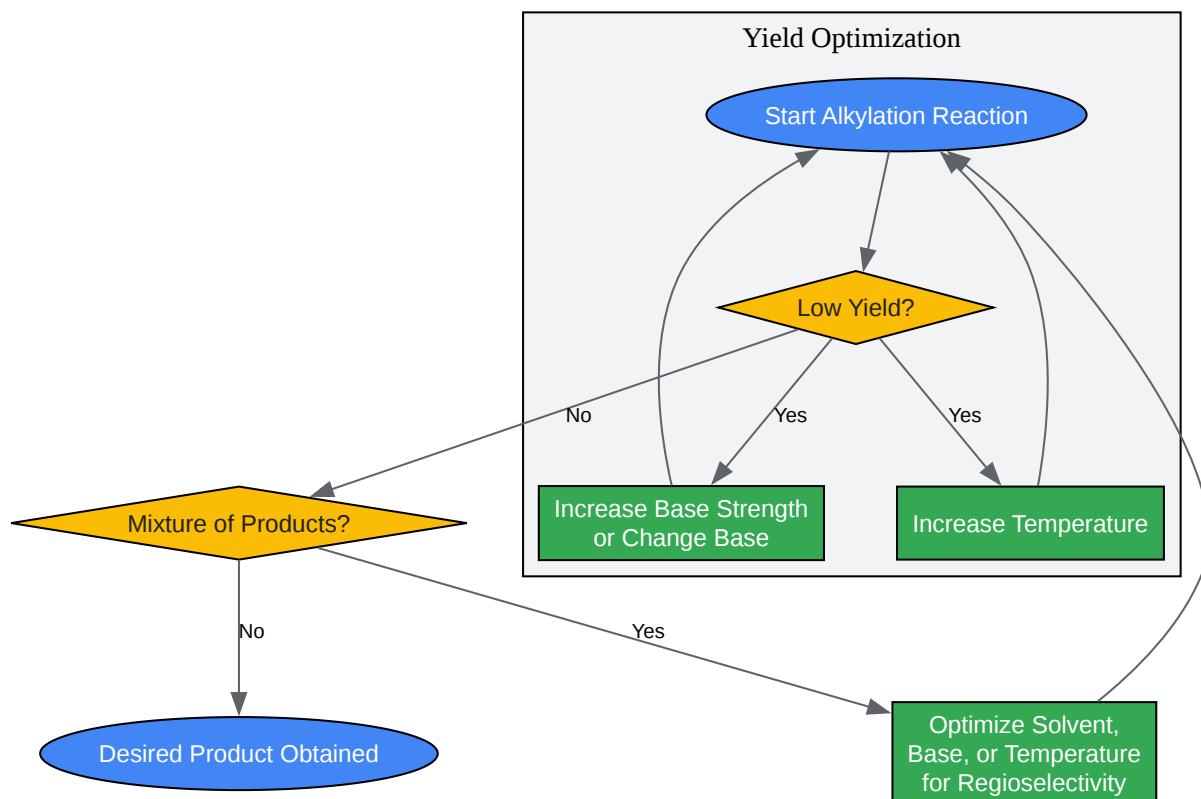 Yield Optimization
Start Alkylation Reaction
Low Yield?
No
Yes
Yes
Increase Base Strength
or Change Base
Increase Temperature
Mixture of Products?
No
Yes
Desired Product Obtained
Optimize Solvent,
Base, or Temperature
for Regioselectivity